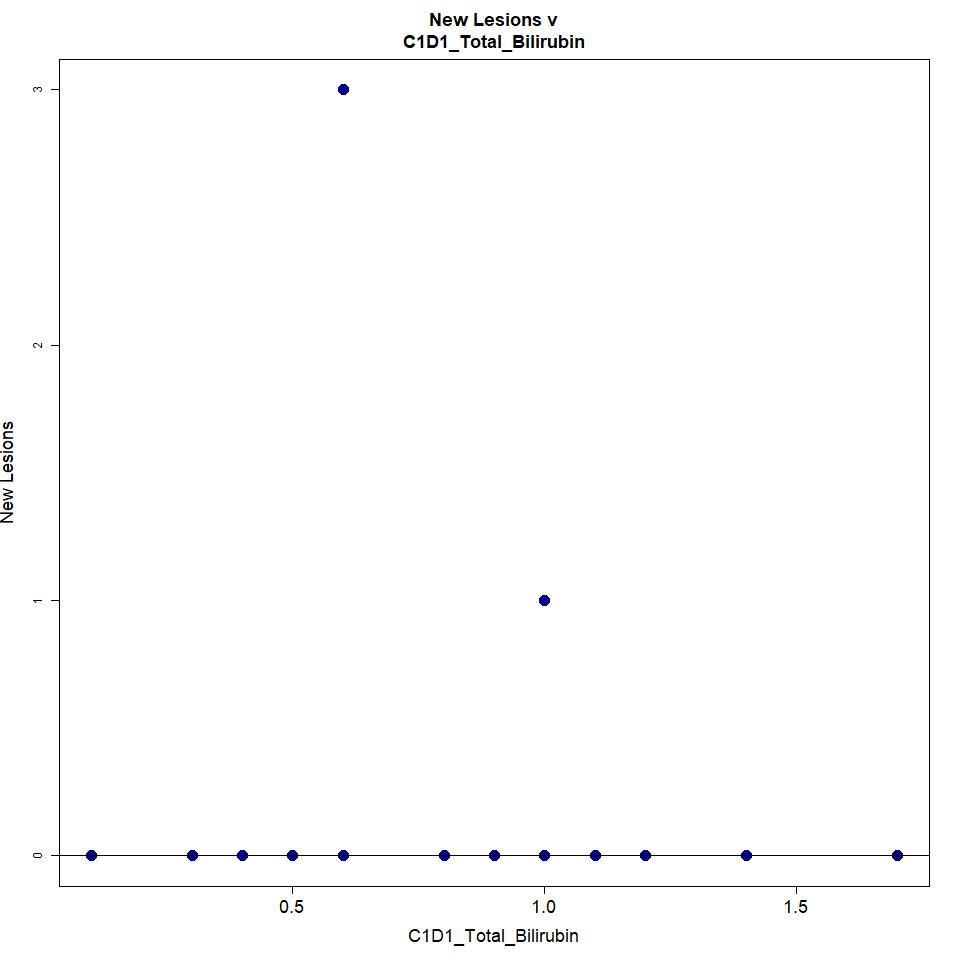 New Lesions v
C1D1_Total_Bilirubin
3
2
1
0
New Lesions
0.5 1.0 1.5
C1D1_Total_Bilirubin